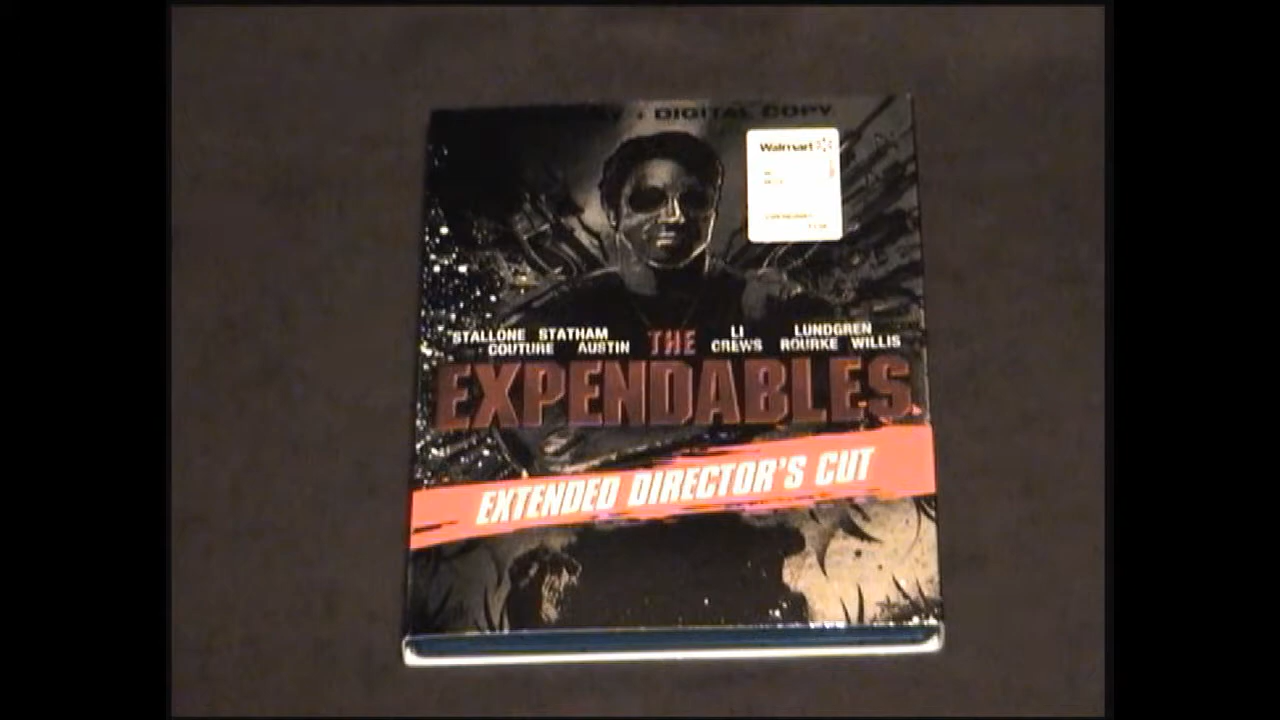 + DIGITAL COPY
Walmart
STALLONE STATHAM
COUTURE AUSTIN
THE
LI LUNDGREN
CREWS ROURKE WILLIS
EXPENDABLES
EXTENDED DIRECTOR'S CUT